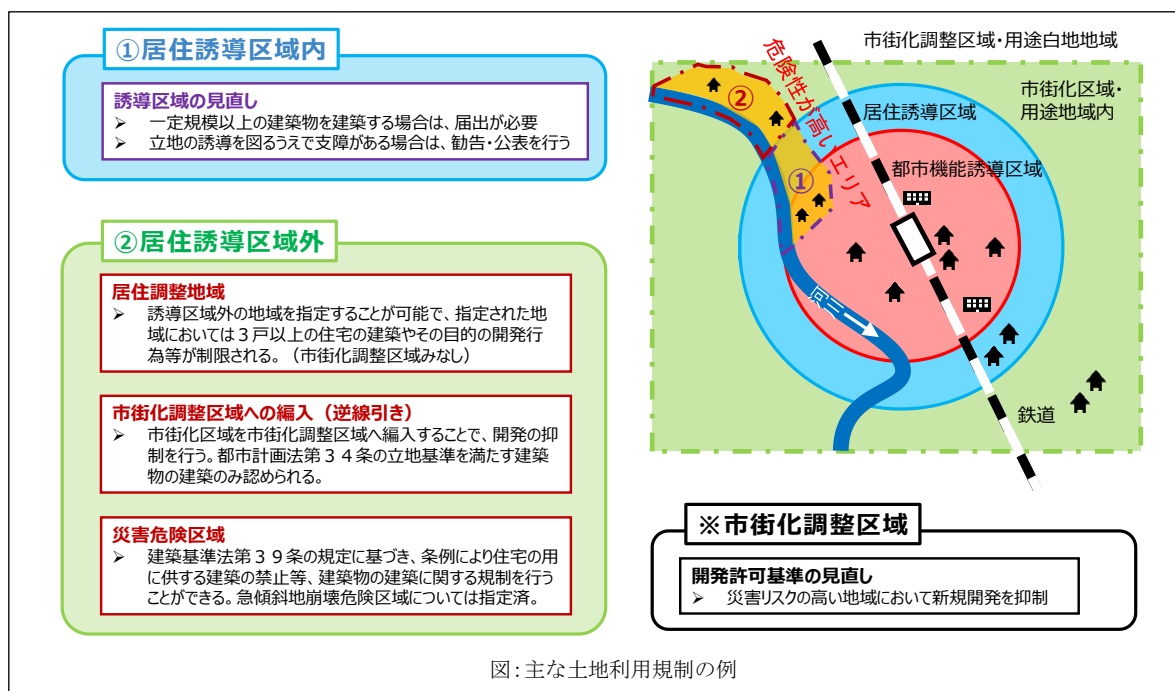 ①居住誘導区域内
誘導区域の見直し
➢ 一定規模以上の建築物を建築する場合は、届出が必要
➢ 立地の誘導を図るうえで支障がある場合は、勧告・公表を行う
②居住誘導区域外
居住調整地域
➢ 誘導区域外の地域を指定することが可能で、指定された地
域においては３戸以上の住宅の建築やその目的の開発行
為等が制限される。（市街化調整区域みなし）
市街化調整区域への編入（逆線引き）
➢ 市街化区域を市街化調整区域へ編入することで、開発の抑
制を行う。都市計画法第３４条の立地基準を満たす建築
物の建築のみ認められる。
災害危険区域
➢ 建築基準法第３９条の規定に基づき、条例により住宅の用
に供する建築の禁止等、建築物の建築に関する規制を行う
ことができる。急傾斜地崩壊危険区域については指定済。
市街化調整区域・用途白地地域
市街化区域・
用途地域内
居住誘導区域
都市機能誘導区域
危険性が高いエリア
②
①
河川
鉄道
※市街化調整区域
開発許可基準の見直し
➢ 災害リスクの高い地域において新規開発を抑制
図：主な土地利用規制の例